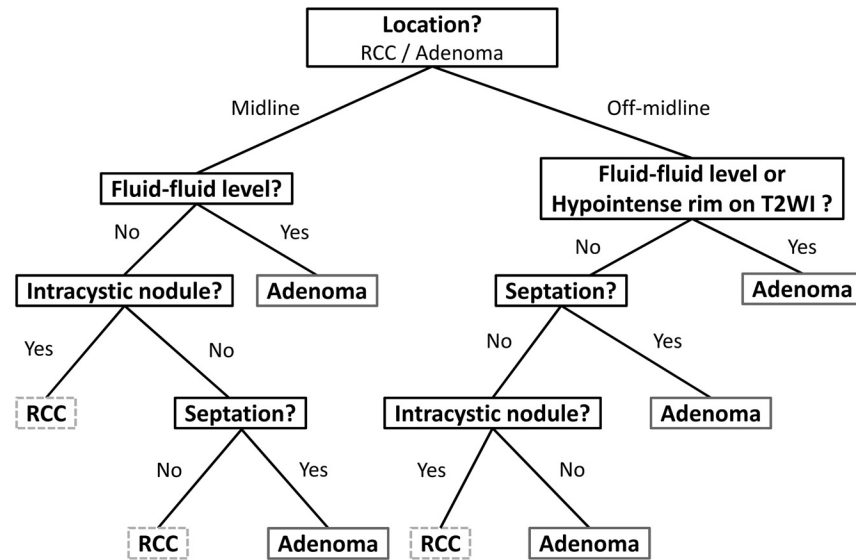 Location?
RCC / Adenoma
Midline
Off-midline
Fluid-fluid level?
Fluid-fluid level or
Hypointense rim on T2WI ?
No
Yes
No
Yes
Intracystic nodule?
Adenoma
Septation?
Adenoma
Yes
No
No
Yes
RCC
Septation?
Intracystic nodule?
Adenoma
No
Yes
Yes
No
RCC
Adenoma
RCC
Adenoma